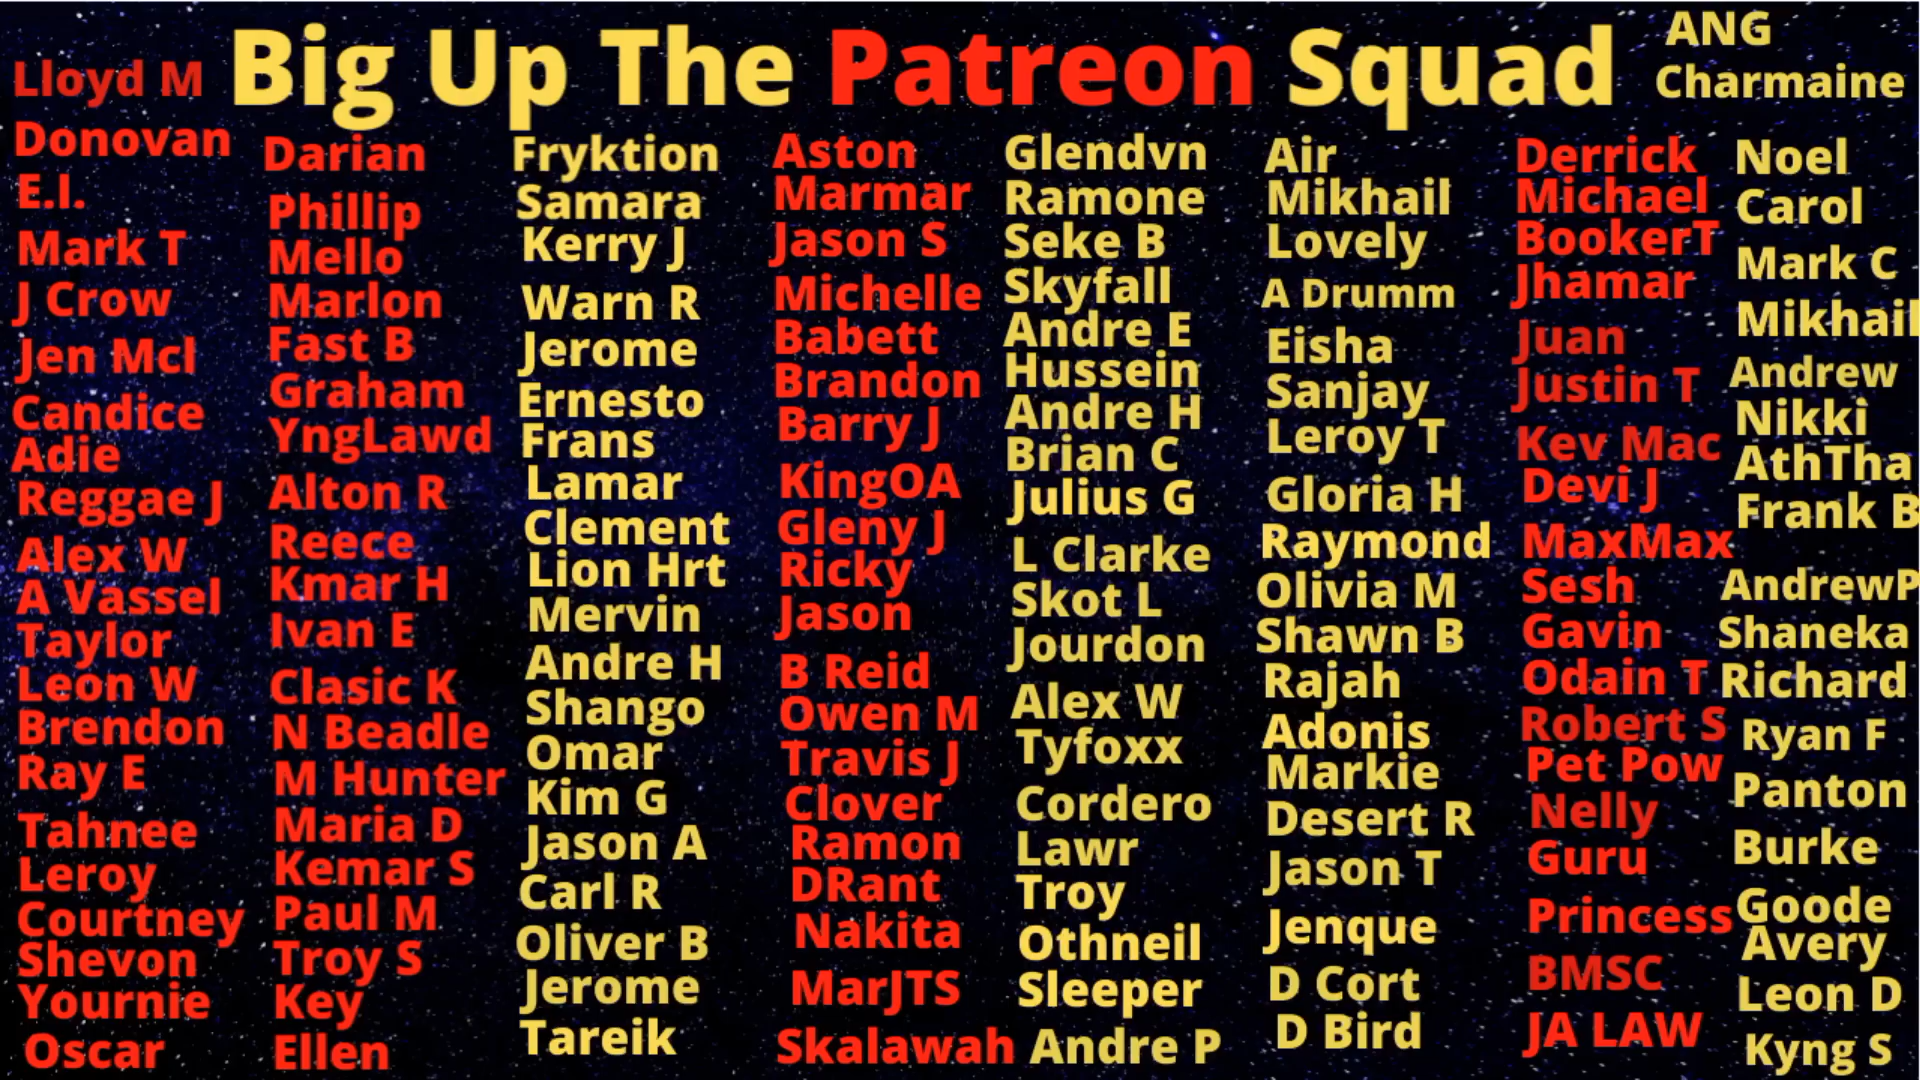 Big Up The Patreon Squad
Lloyd M
Donovan
E.I.
Mark T
J Crow
Jen Mcl
Candice
Adie
Reggae J
Alex W
A Vassel
Taylor
Leon W
Brendon
Ray E
Tahnee
Leroy
Courtney
Shevon
Yournie
Oscar
Darian
Phillip
Mello
Marlon
Fast B
Graham
YngLawd
Alton R
Reece
Kmar H
Ivan E
Clasic K
N Beadle
M Hunter
Maria D
Kemar S
Paul M
Troy S
Key
Ellen
Fryktion
Samara
Kerry J
Warn R
Jerome
Ernesto
Frans
Lamar
Clement
Lion Hrt
Mervin
Andre H
Shango
Omar
Kim G
Jason A
Carl R
Oliver B
Jerome
Tareik
Aston
Marmar
Jason S
Michelle
Babett
Brandon
Barry J
KingOA
Gleny J
Ricky
Jason
B Reid
Owen M
Travis J
Clover
Ramon
DRant
Nakita
MarJTS
Skalawah
Glendvn
Ramone
Seke B
Skyfall
Andre E
Hussein
Andre H
Brian C
Julius G
L Clarke
Skot L
Jourdon
Alex W
Tyfoxx
Cordero
Lawr
Troy
Othneil
Sleeper
Andre P
Air
Mikhail
Lovely
A Drumm
Eisha
Sanjay
Leroy T
Gloria H
Raymond
Olivia M
Shawn B
Rajah
Adonis
Markie
Desert R
Jason T
Jenque
D Cort
D Bird
Derrick
Michael
BookerT
Jhamar
Juan
Justin T
Kev Mac
Devi J
MaxMax
Sesh
Gavin
Odain T
Robert S
Pet Pow
Nelly
Guru
Princess
BMSC
JA LAW
ANG
Charmaine
Noel
Carol
Mark C
Mikhail
Andrew
Nikki
AthTha
Frank B
AndrewP
Shaneka
Richard
Ryan F
Panton
Burke
Goode
Avery
Leon D
Kyng S